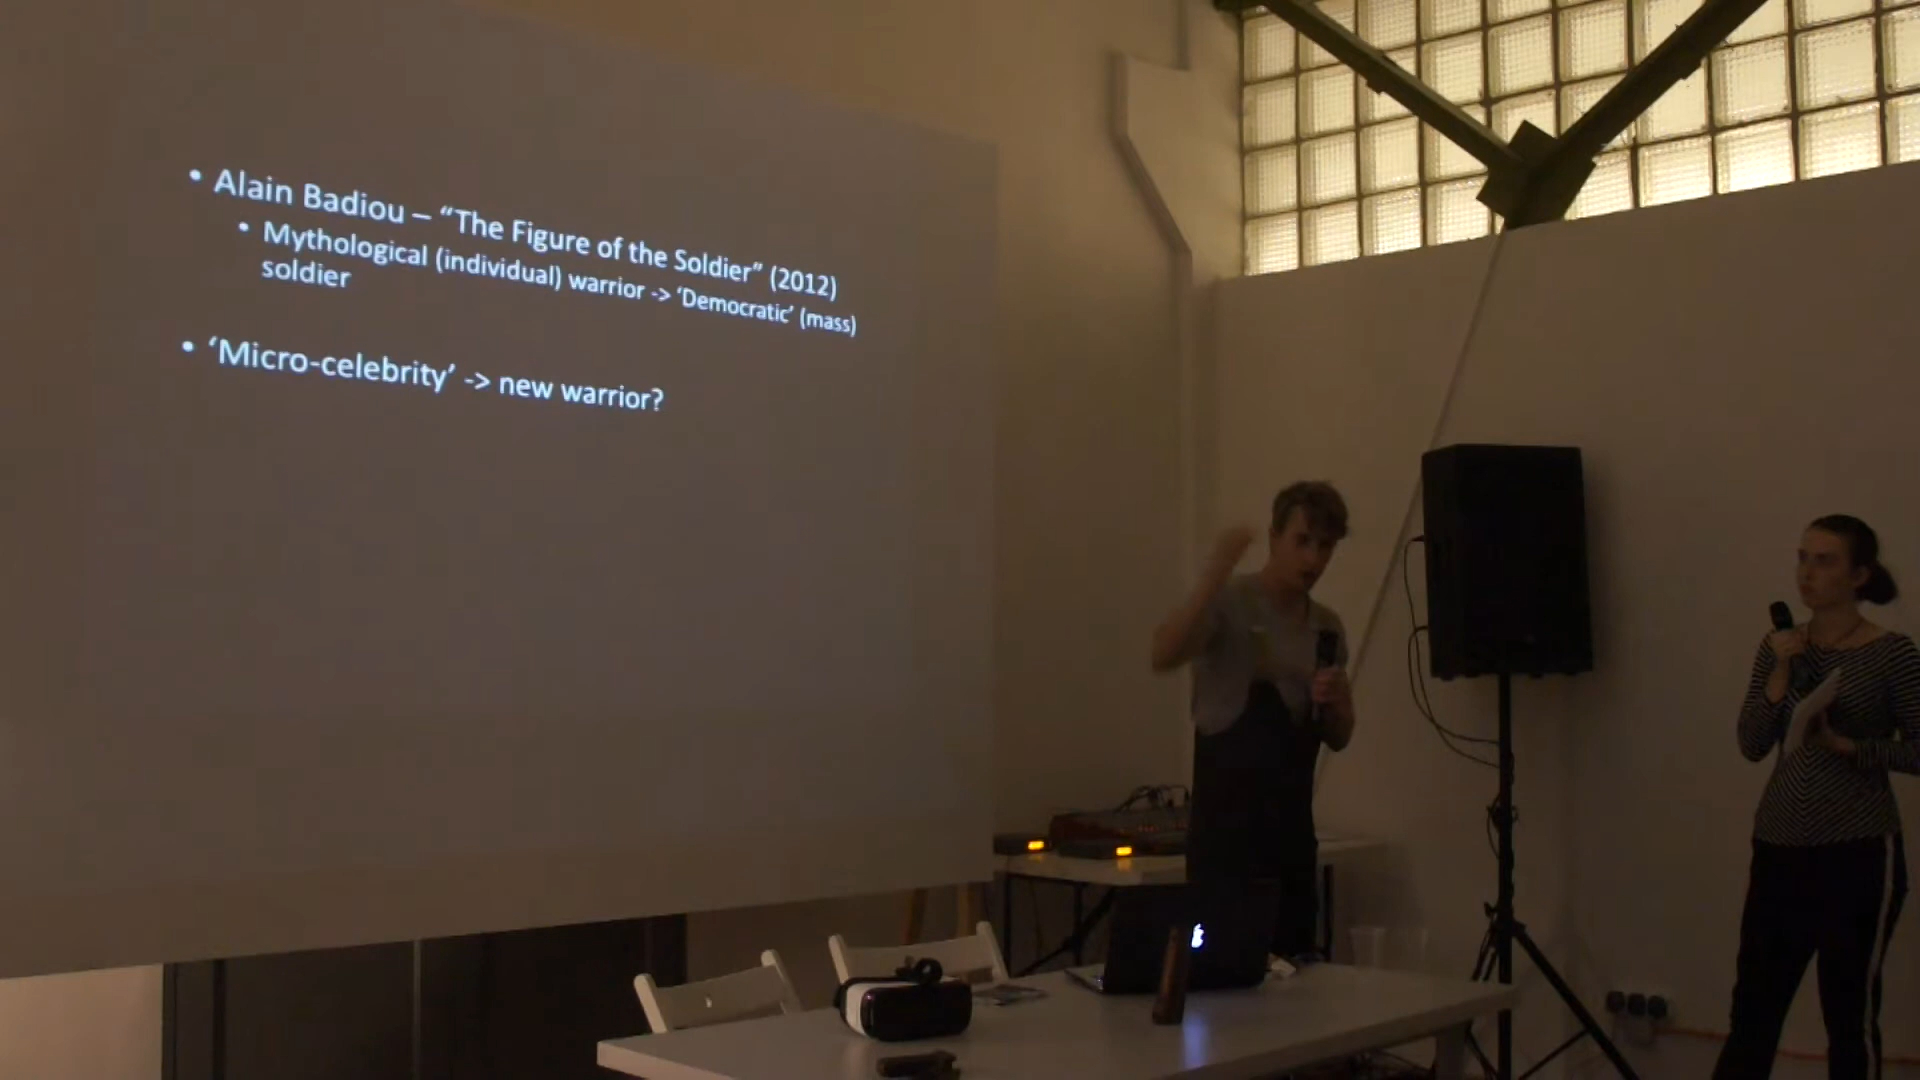 • Alain Badiou – “The Figure of the Soldier” (2012)
• Mythological (individual) warrior -> ‘Democratic’ (mass)
soldier
• ‘Micro-celebrity’ -> new warrior?